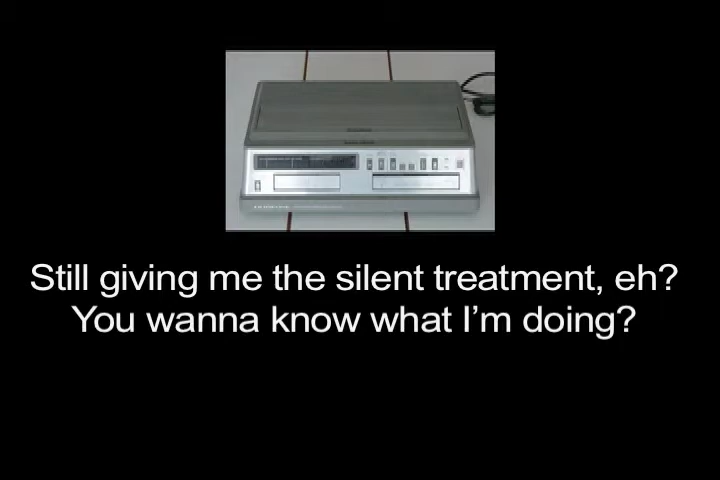 Still giving me the silent treatment, eh?
You wanna know what I'm doing?